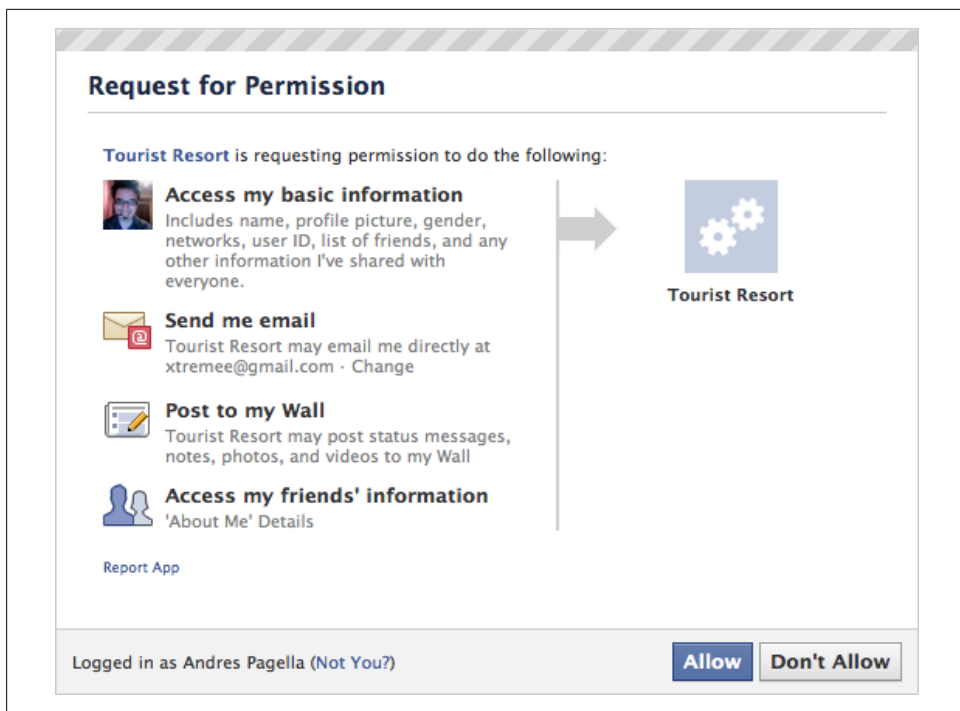 Request for Permission
Tourist Resort is requesting permission to do the following:
Access my basic information
Includes name, profile picture, gender,
networks, user ID, list of friends, and any
other information I've shared with
everyone.
Tourist Resort
Send me email
Tourist Resort may email me directly at
xtremee@gmail.com · Change
Post to my Wall
Tourist Resort may post status messages,
notes, photos, and videos to my Wall
Access my friends' information
'About Me' Details
Report App
Logged in as Andres Pagella (Not You?)
Allow
Don't Allow